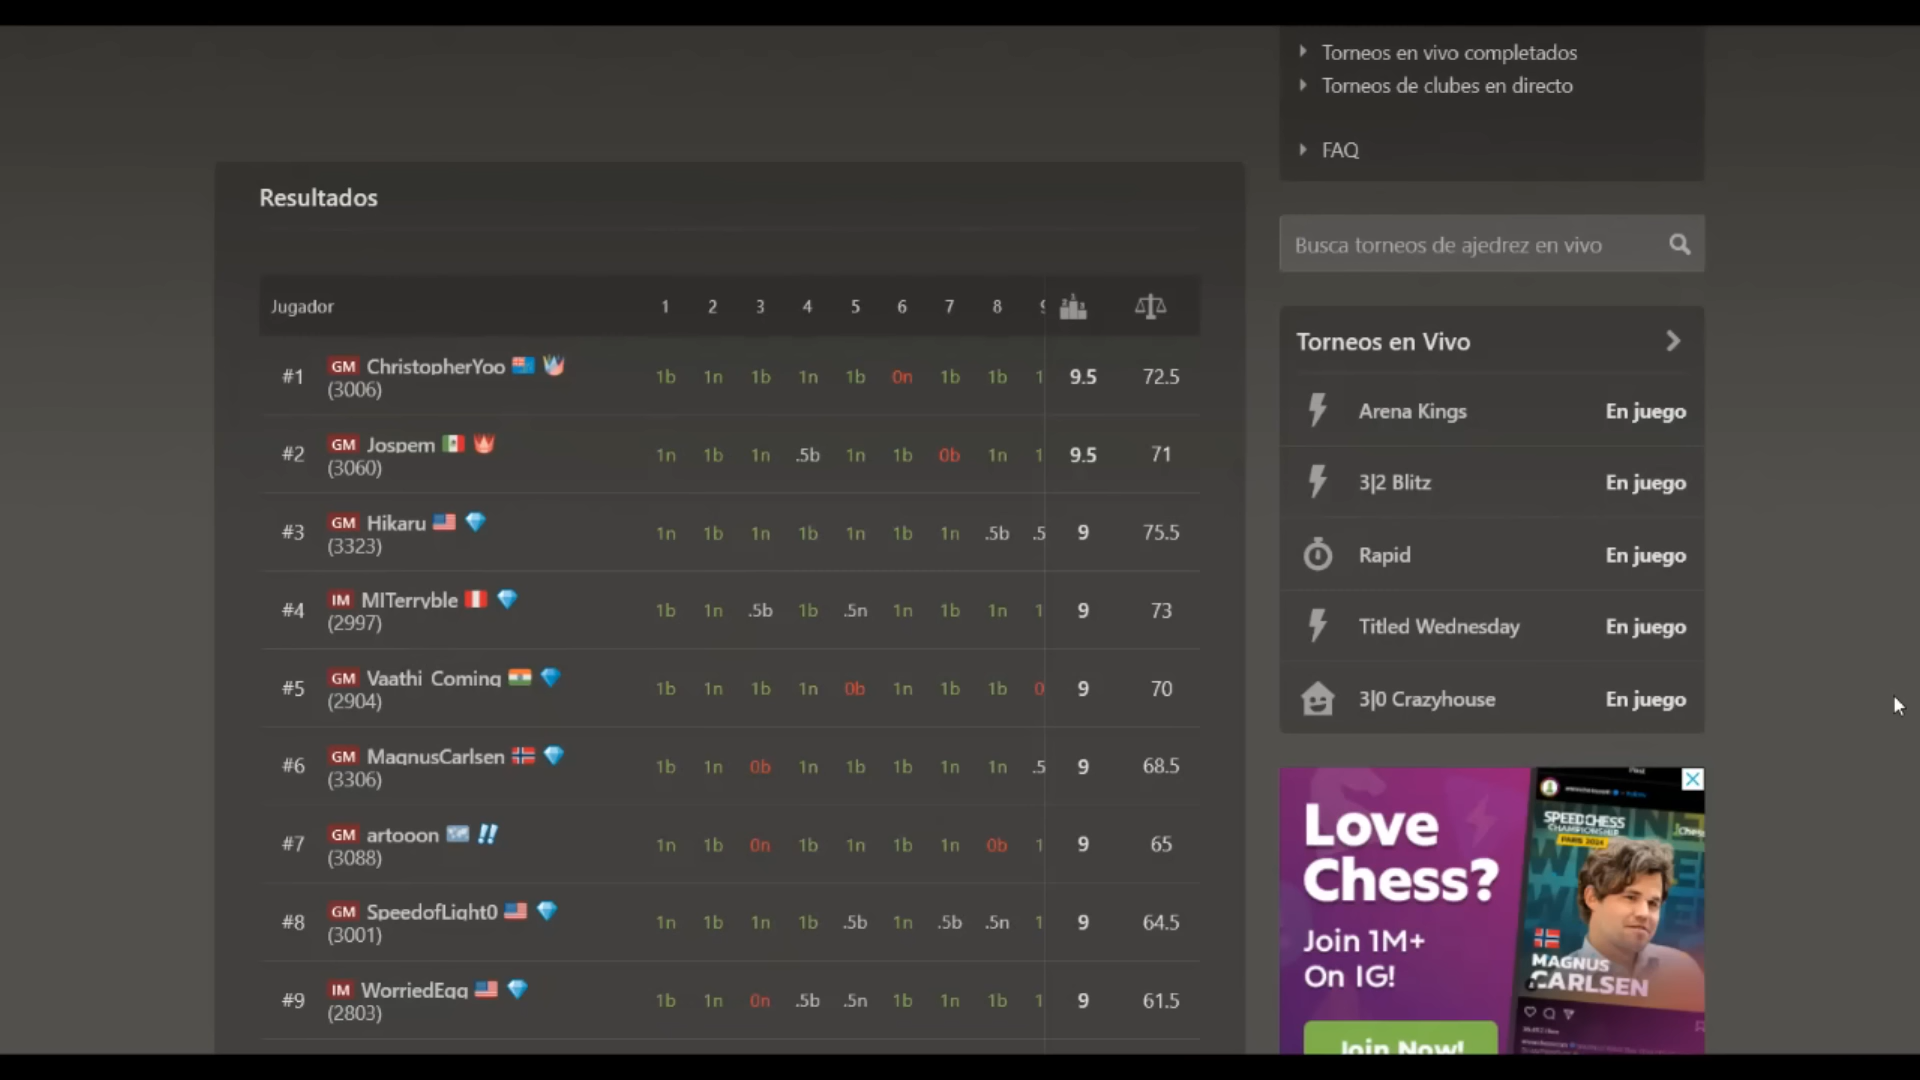 Torneos en vivo completados
Torneos de clubes en directo
FAQ
Resultados
Busca torneos de ajedrez en vivo
Jugador 1 2 3 4 5 6 7 8
#1 GM ChristopherYoo 1b 1n 1b 1n 1b 0n 1b 1b 1 9.5 72.5
(3006)
#2 GM Jospem 1n 1b 1n .5b 1n 1b 0b 1n 1 9.5 71
(3060)
#3 GM Hikaru 1n 1b 1n 1b 1n 1b 1n .5b .5 9 75.5
(3323)
#4 IM MITerryble 1b 1n .5b 1b .5n 1n 1b 1n 1 9 73
(2997)
#5 GM Vaathi Coming 1b 1n 1b 1n 0b 1n 1b 1b 0 9 70
(2904)
#6 GM MagnusCarlsen 1b 1n 0b 1n 1b 1b 1n 1n .5 9 68.5
(3306)
#7 GM artooon 1n 1b 0n 1b 1n 1b 1n 0b 1 9 65
(3088)
#8 GM SpeedofLight0 1n 1b 1n 1b .5b 1n .5b .5n 1 9 64.5
(3001)
#9 IM WorriedEgg 1b 1n 0n .5b .5n 1b 1n 1b 1 9 61.5
(2803)
Torneos en Vivo
Arena Kings En juego
3|2 Blitz En juego
Rapid En juego
Titled Wednesday En juego
3|0 Crazyhouse En juego
Love
Chess?
Join 1M+
On IG!
Join Now!
SPEED CHESS
CHAMPIONSHIP
PARIS 2024
MAGNUS
CARLSEN